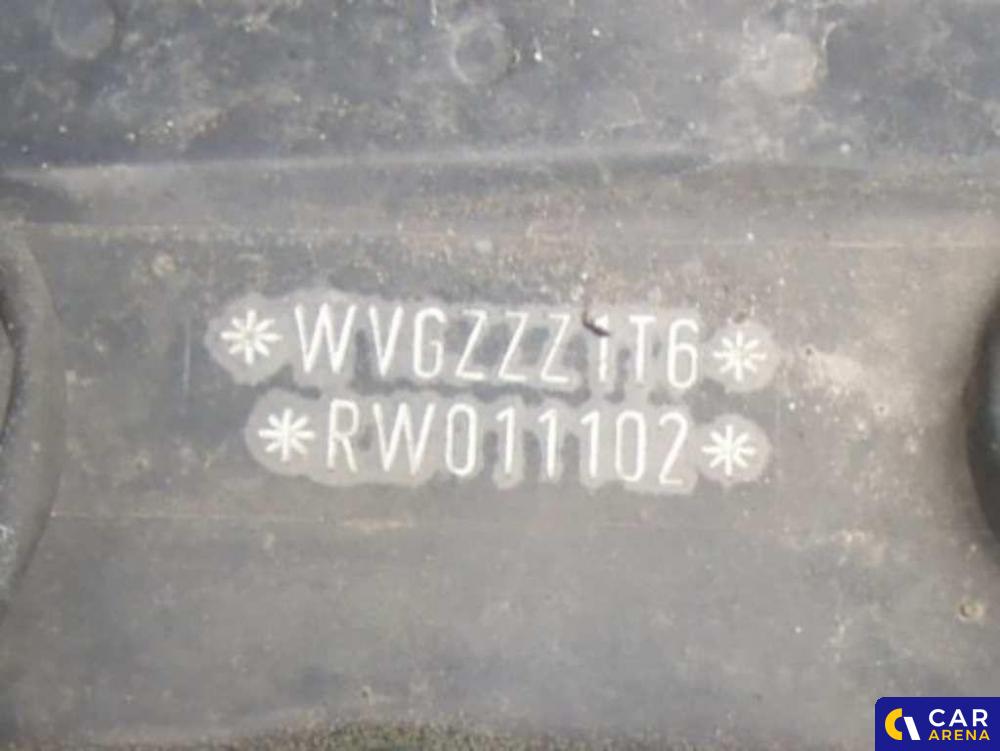 *WVGZZZ1T6*
*RW011102*
CAR
ARENA